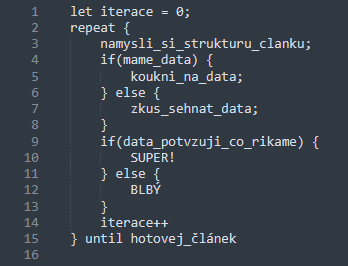 1 let iterace = 0;
2 repeat {
3 namysli_si_strukturu_clanku;
4 if(mame_data) {
5 koukni_na_data;
6 } else {
7 zkus_sehnat_data;
8 }
9 if(data_potvzuji_co_rikame) {
10 SUPER!
11 } else {
12 BLBÝ
13 }
14 iterace++
15 } until hotovej_článek
16